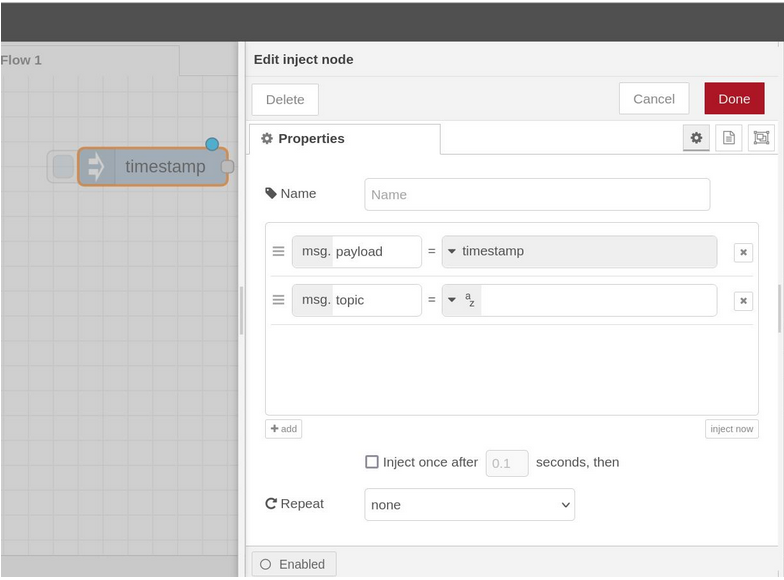 Flow 1
timestamp
Edit inject node
Delete
Cancel
Done
Properties
Name
Name
msg. payload = timestamp
msg. topic = a z
add
inject now
Inject once after 0.1 seconds, then
Repeat
none
Enabled